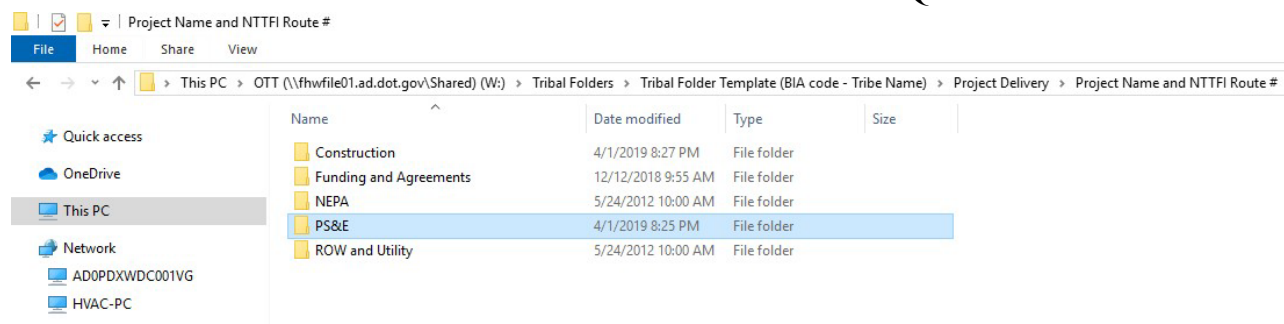 Project Name and NTTFI Route #
File Home Share View
This PC > OTT (\\fhwfile01.ad.dot.gov\Shared) (W:) > Tribal Folders > Tribal Folder Template (BIA code - Tribe Name) > Project Delivery > Project Name and NTTFI Route #
Name Date modified Type Size
Quick access
OneDrive
This PC
Network
AD0PDXWDC001VG
HVAC-PC
Construction 4/1/2019 8:27 PM File folder
Funding and Agreements 12/12/2018 9:55 AM File folder
NEPA 5/24/2012 10:00 AM File folder
PS&E 4/1/2019 8:25 PM File folder
ROW and Utility 5/24/2012 10:00 AM File folder